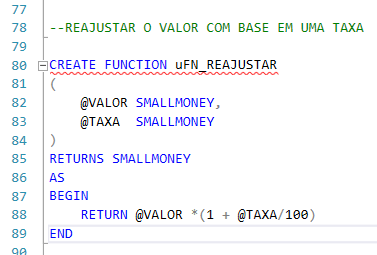 77
78 --REAJUSTAR O VALOR COM BASE EM UMA TAXA
79
80 CREATE FUNCTION uFN_REAJUSTAR
81 (
82 @VALOR SMALLMONEY,
83 @TAXA SMALLMONEY
84 )
85 RETURNS SMALLMONEY
86 AS
87 BEGIN
88 RETURN @VALOR *(1 + @TAXA/100)
89 END
90